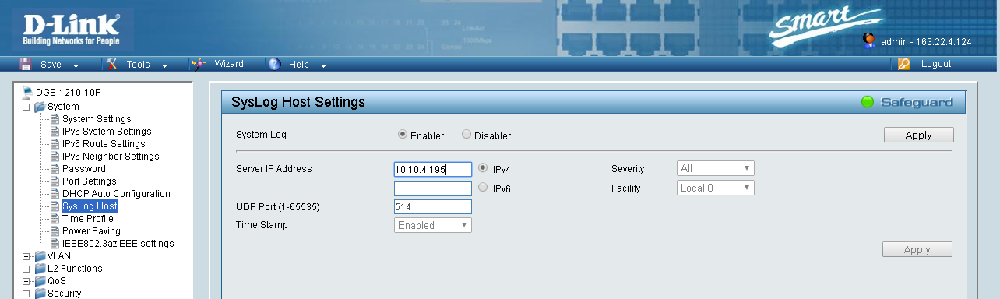 D-Link
Building Networks for People
Smart
admin - 163.22.4.124
Save Tools Wizard Help Logout
DGS-1210-10P
System
System Settings
IPv6 System Settings
IPv6 Route Settings
IPv6 Neighbor Settings
Password
Port Settings
DHCP Auto Configuration
SysLog Host
Time Profile
Power Saving
IEEE802.3az EEE settings
VLAN
L2 Functions
QoS
Security
SysLog Host Settings Safeguard
System Log Enabled Disabled Apply
Server IP Address 10.10.4.195 IPv4 Severity All
IPv6 Facility Local 0
UDP Port (1-65535) 514
Time Stamp Enabled
Apply